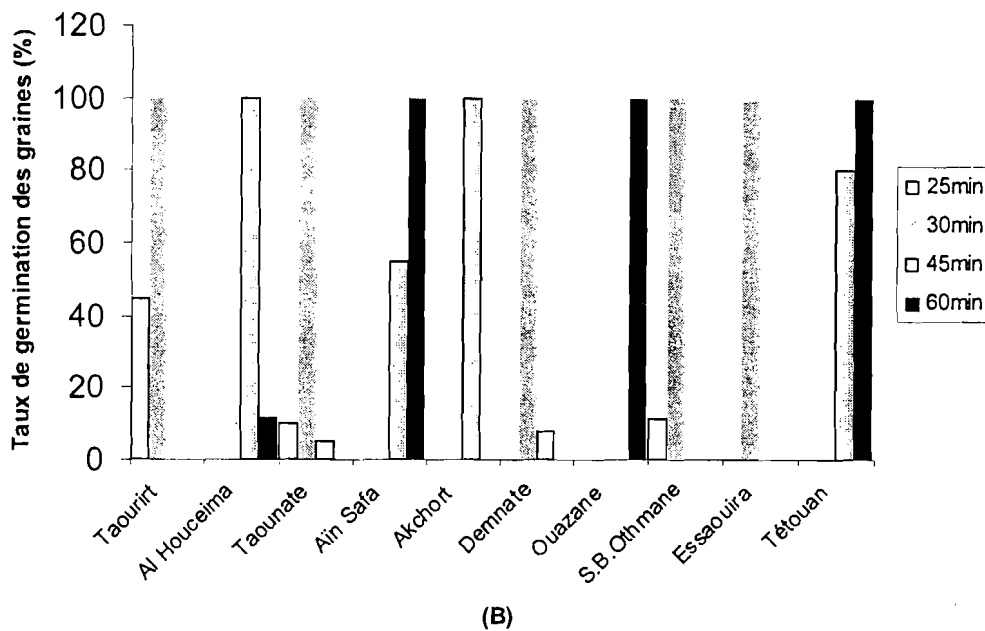 Taux de germination des graines (%)
120
100
80
60
40
20
0
Taourirt
Al Houceima
Taounate
Aïn Safa
Akchort
Demnate
Ouazane
S.B.Othmane
Essaouira
Tétouan
25min
30min
45min
60min
(B)